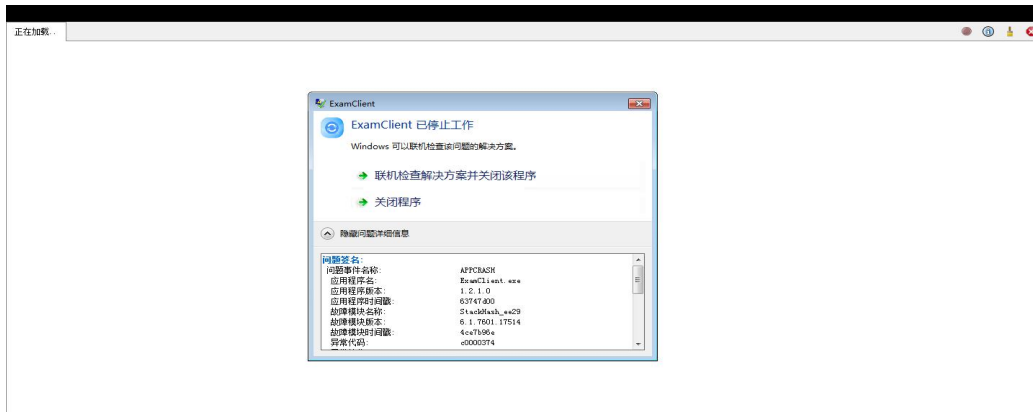 正在加载..
ExamClient
ExamClient 已停止工作
Windows 可以联机检查该问题的解决方案。
联机检查解决方案并关闭该程序
关闭程序
隐藏问题详细信息
问题签名:
问题事件名称: APPCRASH
应用程序名: ExamClient.exe
应用程序版本: 1.2.1.0
应用程序时间戳: 63747d00
故障模块名称: StackHash_ee29
故障模块版本: 6.1.7601.17514
故障模块时间戳: 4ce7b96e
异常代码: c0000374